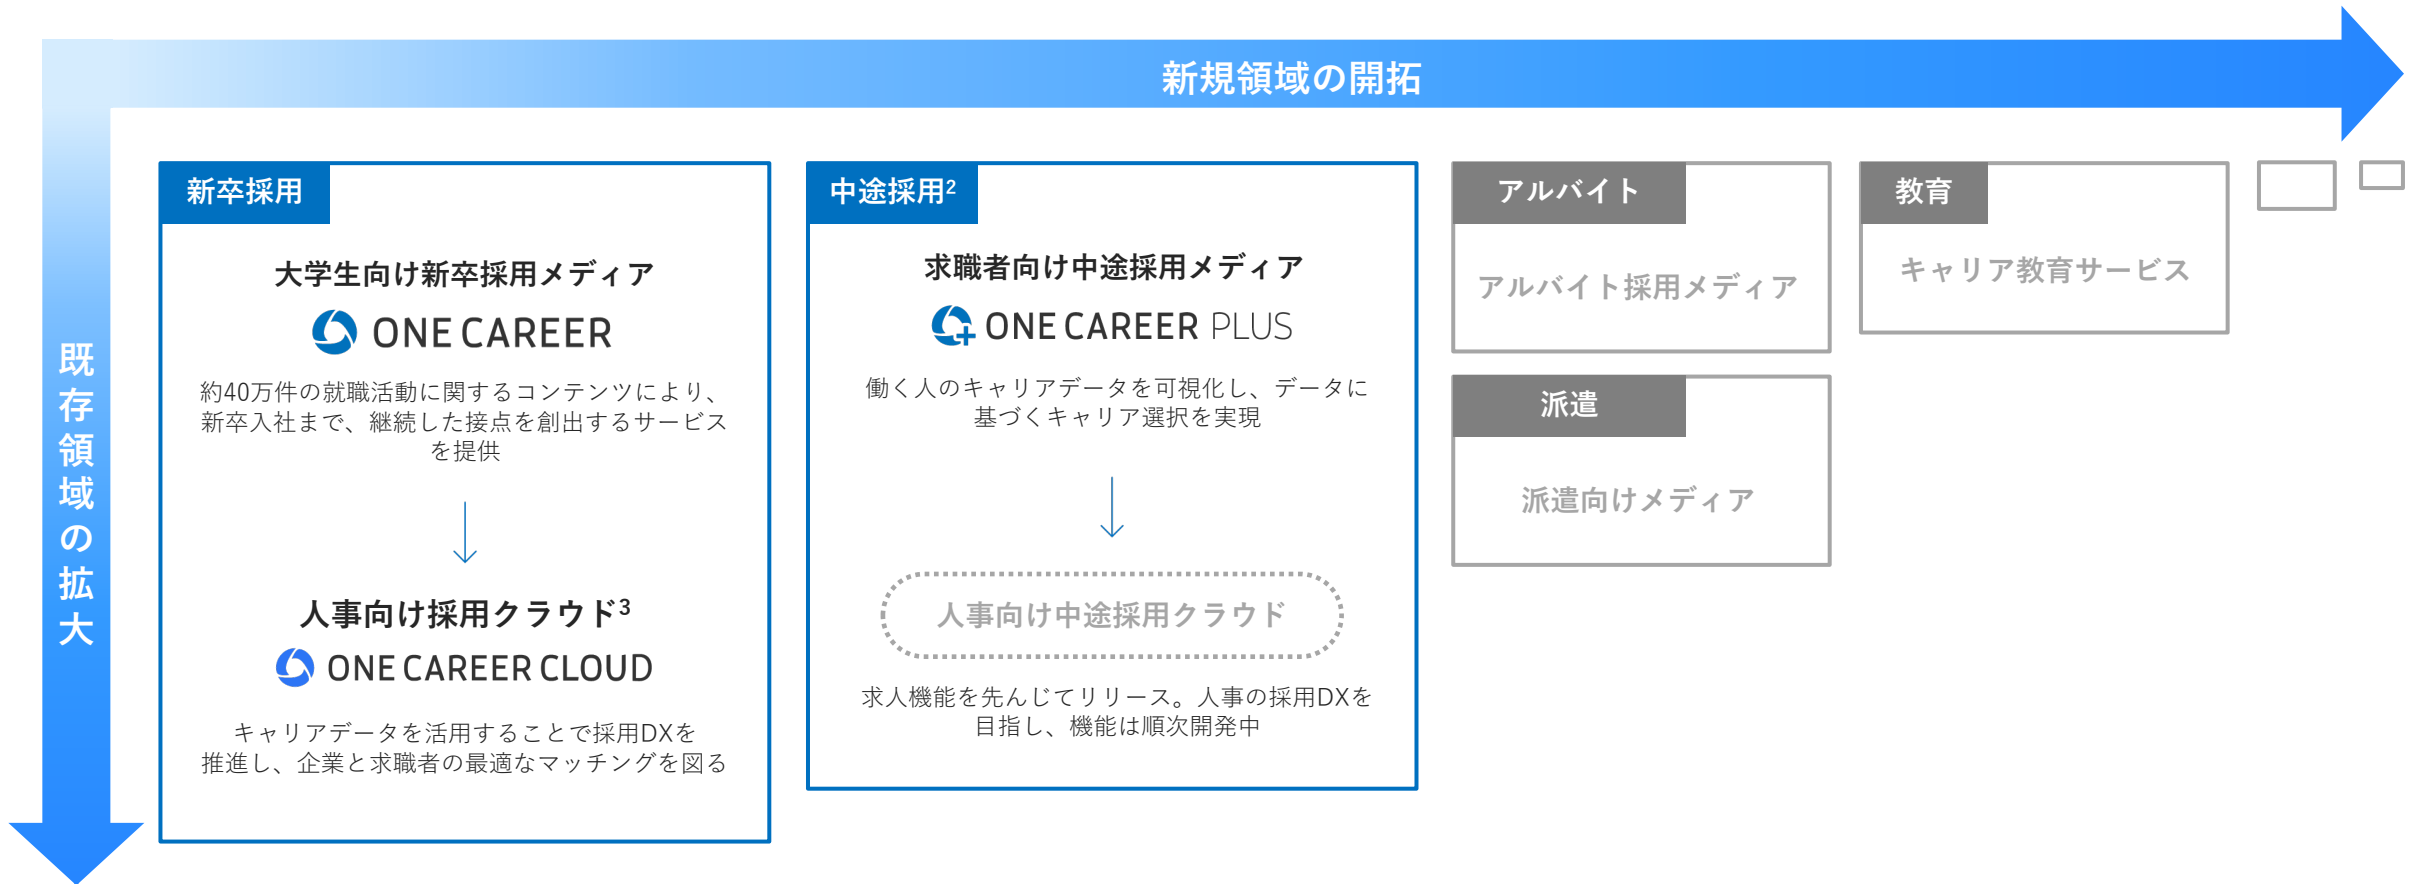 新規領域の開拓
既存領域の拡大
新卒採用
大学生向け新卒採用メディア
ONE CAREER
約40万件の就職活動に関するコンテンツにより、
新卒入社まで、継続した接点を創出するサービス
を提供
人事向け採用クラウド3
ONE CAREER CLOUD
キャリアデータを活用することで採用DXを
推進し、企業と求職者の最適なマッチングを図る
中途採用2
求職者向け中途採用メディア
ONE CAREER PLUS
働く人のキャリアデータを可視化し、データに
基づくキャリア選択を実現
人事向け中途採用クラウド
求人機能を先んじてリリース。人事の採用DXを
目指し、機能は順次開発中
アルバイト
アルバイト採用メディア
派遣
派遣向けメディア
教育
キャリア教育サービス